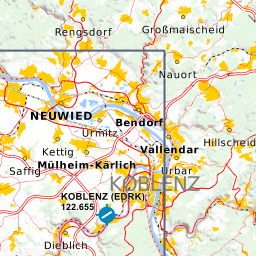 Rengsdorf
Großmaischeid
Nauort
NEUWIED
Bendorf
Urmitz
Kettig
Vallendar
Hillscheid
Mülheim-Kärlich
Saffig
Urbar
KOBLENZ
KOBLENZ (EDRK)
122.655
Dieblich